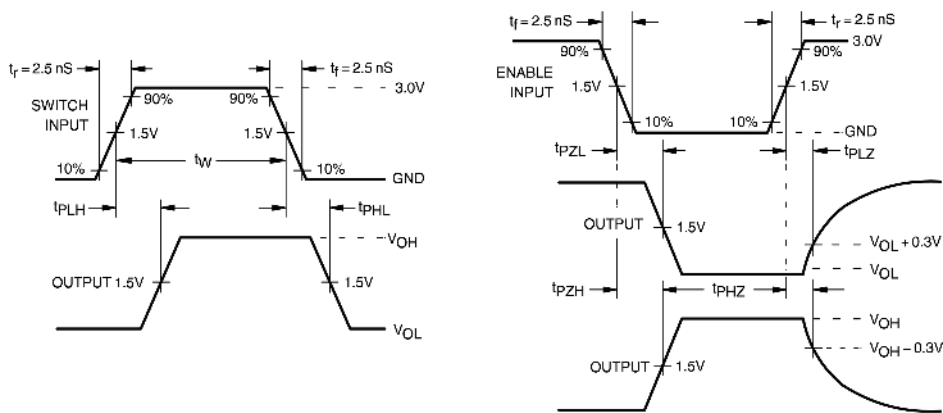 tr = 2.5 nS
tf = 2.5 nS
3.0V
SWITCH
INPUT
90%
90%
1.5V
1.5V
10%
tW
10%
GND
tPLH
tPHL
VOH
OUTPUT 1.5V
1.5V
VOL
tf = 2.5 nS
tr = 2.5 nS
3.0V
90%
90%
ENABLE
INPUT
1.5V
1.5V
10%
10%
GND
tPZL
tPLZ
OUTPUT
1.5V
VOL + 0.3V
VOL
tPZH
tPHZ
VOH
VOH – 0.3V
OUTPUT
1.5V